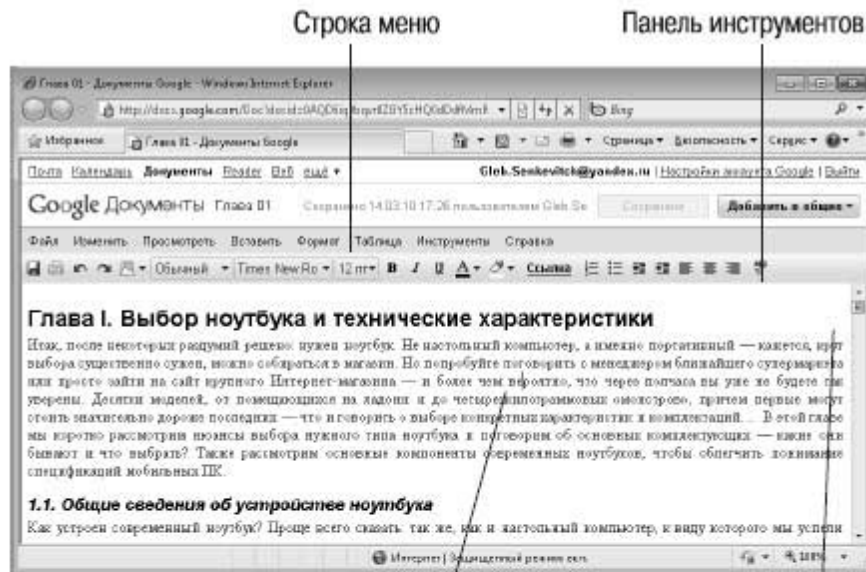 Строка меню Панель инструментов
Глава 01 - Документы Google - Windows Internet Explorer
Bing
Избранное Глава 01 - Документы Google Страница Безопасность Сервис
Почта Календарь Документы Reader Веб ещё Gleb.Senkevitch@yandex.ru | Настройки аккаунта Google | Выйти
Google Документы Глава 01 Сохранено 14.03.10 17:26 пользователем Gleb Se Сохранено Добавить в общие
Файл Изменить Просмотреть Вставить Формат Таблица Инструменты Справка
Обычный Times New Ro 12 пт B I U A Ссылка
Глава I. Выбор ноутбука и технические характеристики
Итак, после некоторых раздумий решено: нужен ноутбук. Не настольный компьютер, а именно портативный — кажется, круг
выбора существенно сужен, можно собираться в магазин. Но попробуйте поговорить с менеджером ближайшего супермаркета
или просто зайти на сайт крупного Интернет-магазина — и более чем вероятно, что через полчаса вы уже не будете так
уверены. Десятки моделей, от помещающихся на ладони и до четырехкилограммовых «монстров», причем первые могут
стоить значительно дороже последних — что и говорить о выборе конкретных характеристик и комплектаций... В этой главе
мы коротко рассмотрим нюансы выбора нужного типа ноутбука и поговорим об основных комплектующих — какие они
бывают и что выбрать? Также рассмотрим основные компоненты современных ноутбуков, чтобы облегчить понимание
спецификаций мобильных ПК.
1.1. Общие сведения об устройстве ноутбука
Как устроен современный ноутбук? Проще всего сказать так же, как и настольный компьютер, к виду которого мы успели
Интернет | Защищенный режим: вкл. 100%